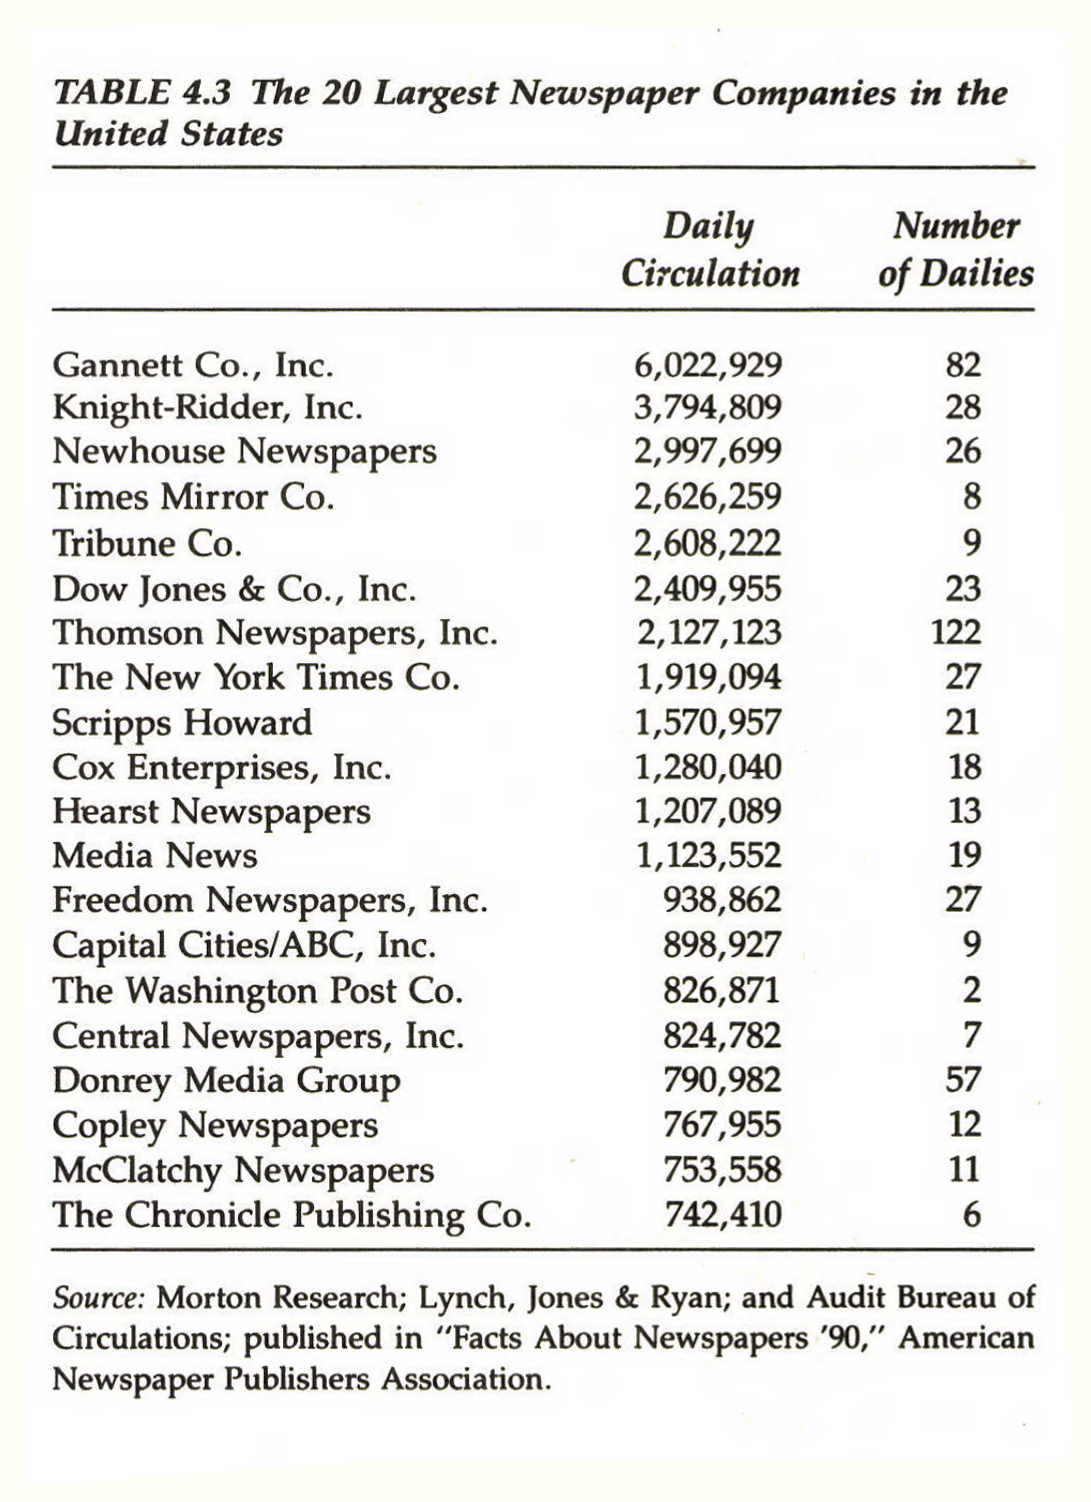 TABLE 4.3 The 20 Largest Newspaper Companies in the
United States
Daily Circulation Number of Dailies
Gannett Co., Inc. 6,022,929 82
Knight-Ridder, Inc. 3,794,809 28
Newhouse Newspapers 2,997,699 26
Times Mirror Co. 2,626,259 8
Tribune Co. 2,608,222 9
Dow Jones & Co., Inc. 2,409,955 23
Thomson Newspapers, Inc. 2,127,123 122
The New York Times Co. 1,919,094 27
Scripps Howard 1,570,957 21
Cox Enterprises, Inc. 1,280,040 18
Hearst Newspapers 1,207,089 13
Media News 1,123,552 19
Freedom Newspapers, Inc. 938,862 27
Capital Cities/ABC, Inc. 898,927 9
The Washington Post Co. 826,871 2
Central Newspapers, Inc. 824,782 7
Donrey Media Group 790,982 57
Copley Newspapers 767,955 12
McClatchy Newspapers 753,558 11
The Chronicle Publishing Co. 742,410 6
Source: Morton Research; Lynch, Jones & Ryan; and Audit Bureau of
Circulations; published in "Facts About Newspapers '90," American
Newspaper Publishers Association.